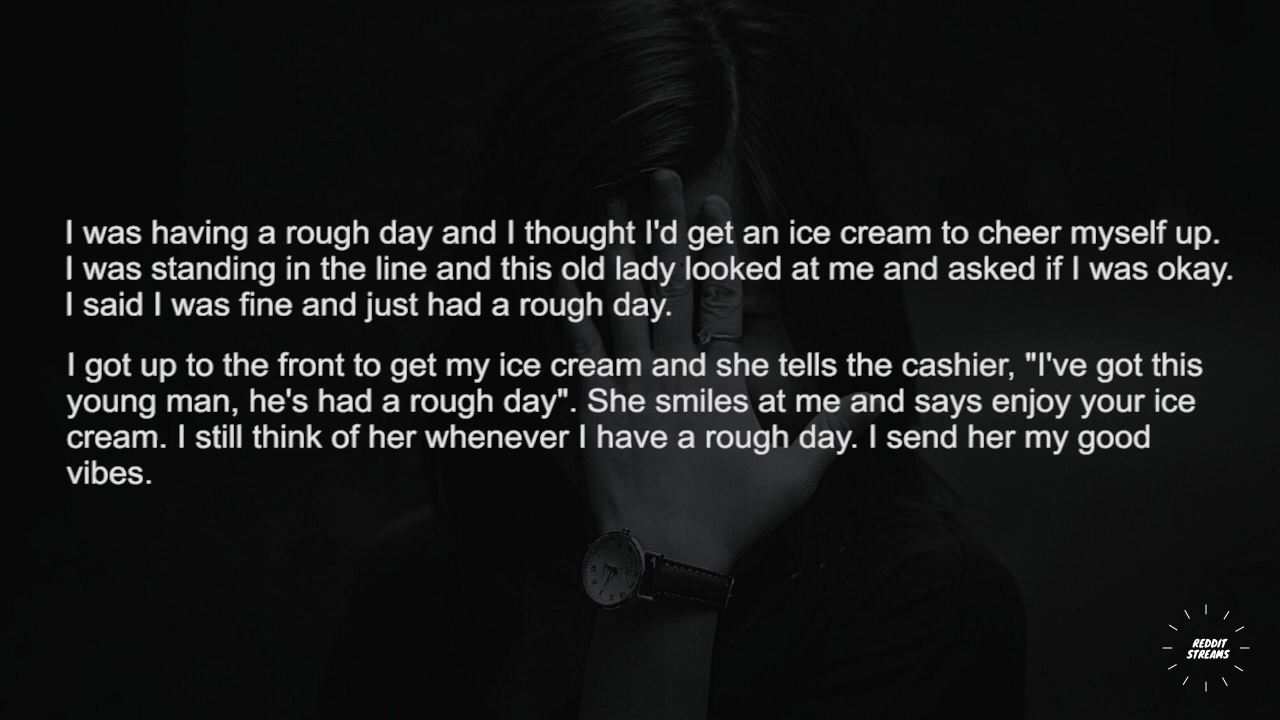 I was having a rough day and I thought I'd get an ice cream to cheer myself up.
I was standing in the line and this old lady looked at me and asked if I was okay.
I said I was fine and just had a rough day.
I got up to the front to get my ice cream and she tells the cashier, "I've got this
young man, he's had a rough day". She smiles at me and says enjoy your ice
cream. I still think of her whenever I have a rough day. I send her my good
vibes.
REDDIT
STREAMS